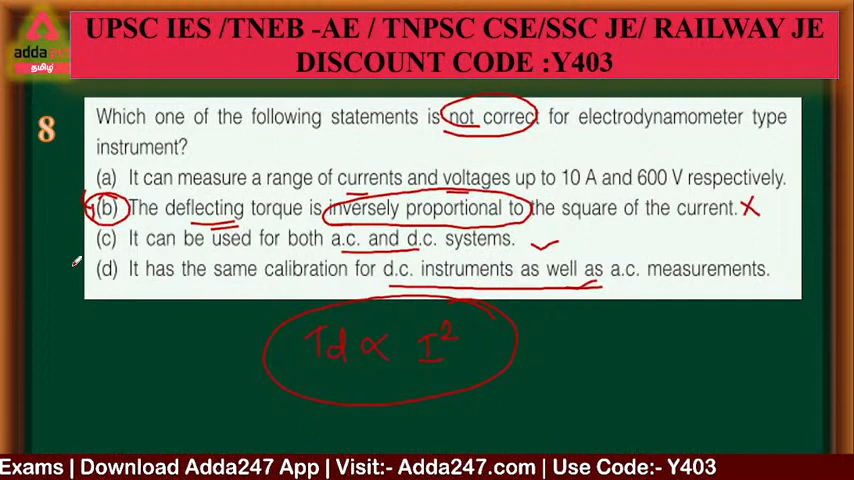 UPSC IES /TNEB -AE / TNPSC CSE/SSC JE/ RAILWAY JE
DISCOUNT CODE :Y403
adda247
தமிழ்
8
Which one of the following statements is not correct for electrodynamometer type
instrument?
(a) It can measure a range of currents and voltages up to 10 A and 600 V respectively.
(b) The deflecting torque is inversely proportional to the square of the current.
(c) It can be used for both a.c. and d.c. systems.
(d) It has the same calibration for d.c. instruments as well as a.c. measurements.
Td ∝ I²
Exams | Download Adda247 App | Visit:- Adda247.com | Use Code:- Y403